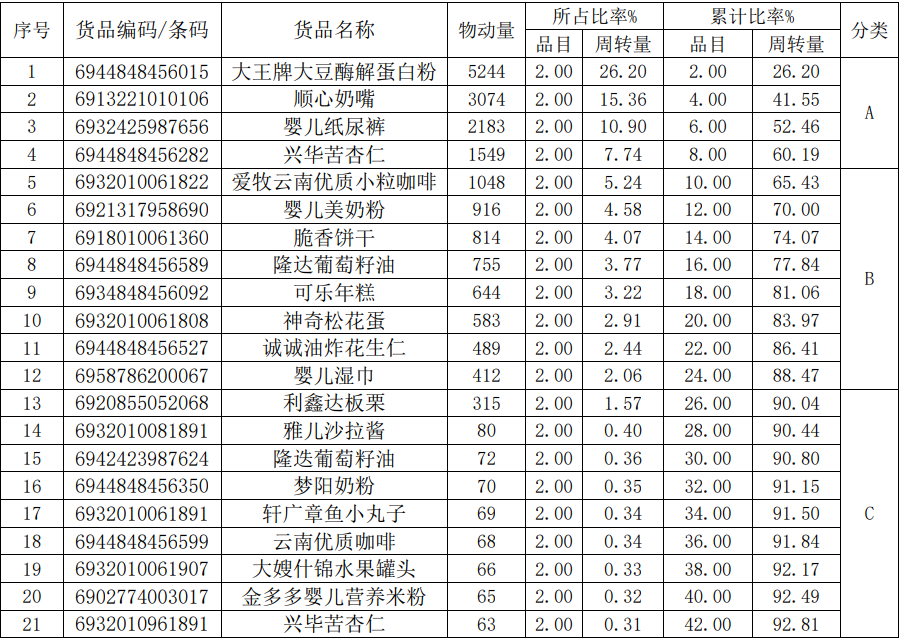 序号 货品编码/条码 货品名称 物动量 所占比率% 累计比率% 分类
品目 周转量 品目 周转量
1 6944848456015 大王牌大豆酶解蛋白粉 5244 2.00 26.20 2.00 26.20
2 6913221010106 顺心奶嘴 3074 2.00 15.36 4.00 41.55
3 6932425987656 婴儿纸尿裤 2183 2.00 10.90 6.00 52.46
A
4 6944848456282 兴华苦杏仁 1549 2.00 7.74 8.00 60.19
5 6932010061822 爱牧云南优质小粒咖啡 1048 2.00 5.24 10.00 65.43
6 6921317958690 婴儿美奶粉 916 2.00 4.58 12.00 70.00
7 6918010061360 脆香饼干 814 2.00 4.07 14.00 74.07
8 6944848456589 隆达葡萄籽油 755 2.00 3.77 16.00 77.84
B
9 6934848456092 可乐年糕 644 2.00 3.22 18.00 81.06
10 6932010061808 神奇松花蛋 583 2.00 2.91 20.00 83.97
11 6944848456527 诚诚油炸花生仁 489 2.00 2.44 22.00 86.41
12 6958786200067 婴儿湿巾 412 2.00 2.06 24.00 88.47
13 6920855052068 利鑫达板栗 315 2.00 1.57 26.00 90.04
14 6932010081891 雅儿沙拉酱 80 2.00 0.40 28.00 90.44
15 6942423987624 隆迭葡萄籽油 72 2.00 0.36 30.00 90.80
16 6944848456350 梦阳奶粉 70 2.00 0.35 32.00 91.15
17 6932010061891 轩广章鱼小丸子 69 2.00 0.34 34.00 91.50 C
18 6944848456599 云南优质咖啡 68 2.00 0.34 36.00 91.84
19 6932010061907 大嫂什锦水果罐头 66 2.00 0.33 38.00 92.17
20 6902774003017 金多多婴儿营养米粉 65 2.00 0.32 40.00 92.49
21 6932010961891 兴毕苦杏仁 63 2.00 0.31 42.00 92.81